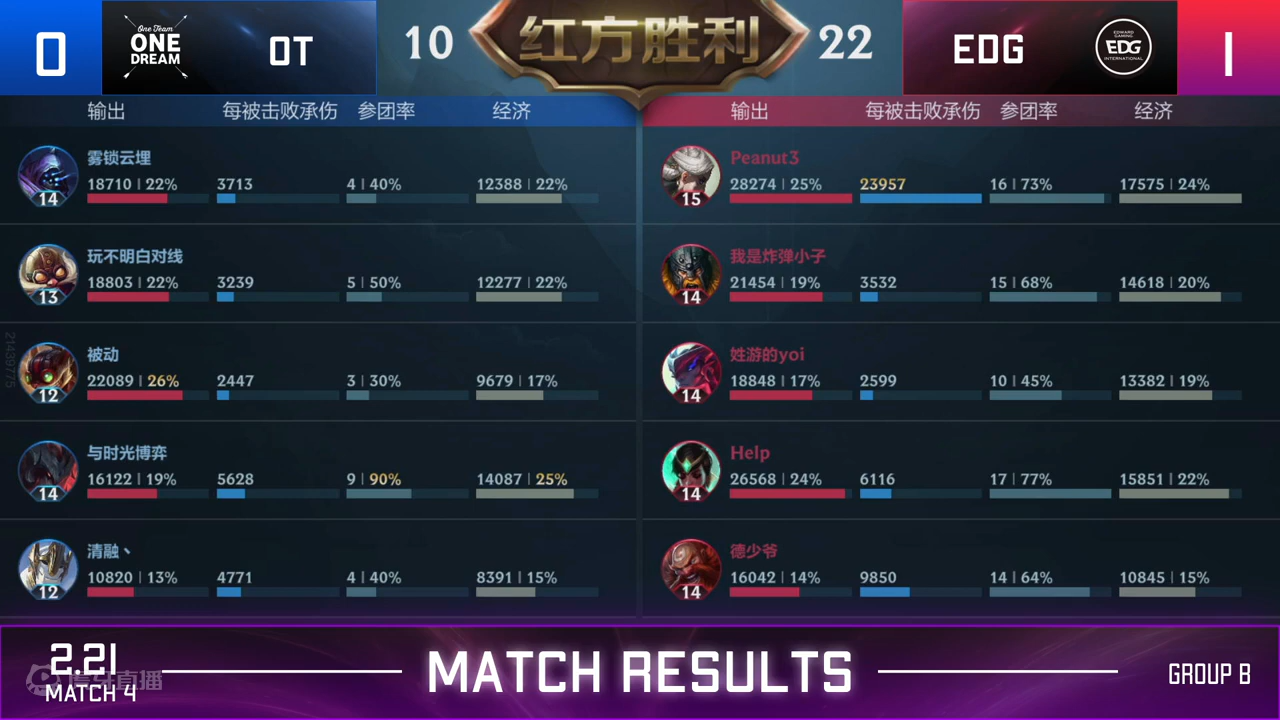 0
One Team
ONE
DREAM
OT
10
红方胜利
22
EDG
EDWARD
GAMING
EDG
INTERNATIONAL
1
输出 每被击败承伤 参团率 经济
输出 每被击败承伤 参团率 经济
雾锁云埋
14 18710 | 22% 3713 4 | 40% 12388 | 22%
玩不明白对线
13 18803 | 22% 3239 5 | 50% 12277 | 22%
被动
12 22089 | 26% 2447 3 | 30% 9679 | 17%
与时光博弈
14 16122 | 19% 5628 9 | 90% 14087 | 25%
清融丶
12 10820 | 13% 4771 4 | 40% 8391 | 15%
Peanut3
15 28274 | 25% 23957 16 | 73% 17575 | 24%
我是炸弹小子
14 21454 | 19% 3532 15 | 68% 14618 | 20%
姓游的yoi
14 18848 | 17% 2599 10 | 45% 13382 | 19%
Help
14 26568 | 24% 6116 17 | 77% 15851 | 22%
德少爷
14 16042 | 14% 9850 14 | 64% 10845 | 15%
21439775
2.21
虎牙直播
MATCH 4
MATCH RESULTS
GROUP B